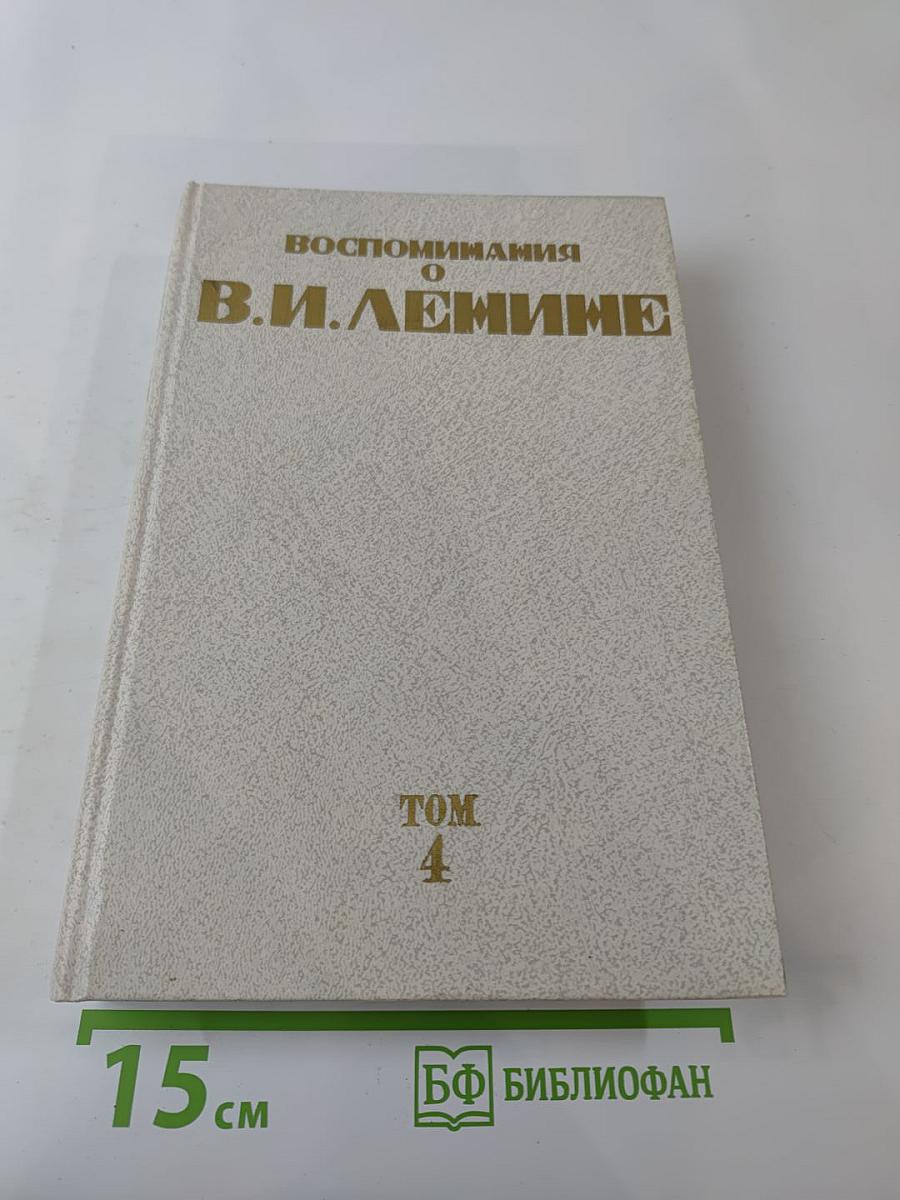 ВОСПОМИНАНИЯ
О
В.И.ЛЕНИНЕ
ТОМ
4
15 см
БФ БИБЛИОФАН